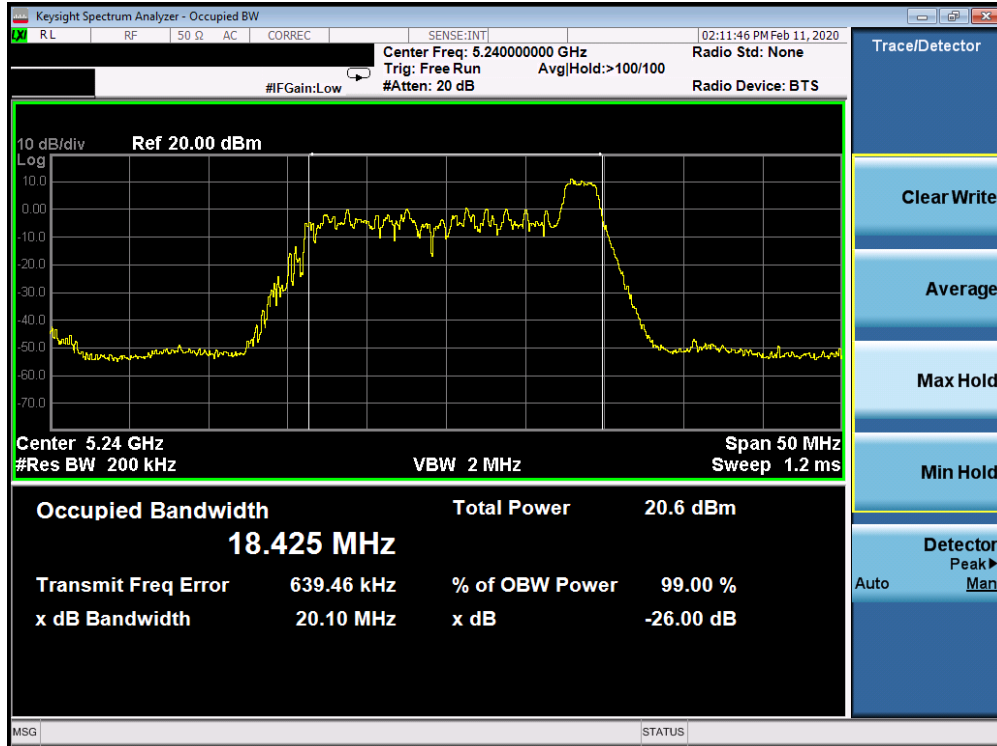 Keysight Spectrum Analyzer - Occupied BW
LXI RL RF 50 Ω AC CORREC SENSE:INT 02:11:46 PM Feb 11, 2020
Center Freq: 5.240000000 GHz Radio Std: None
Trig: Free Run Avg|Hold:>100/100
#IFGain:Low #Atten: 20 dB Radio Device: BTS
10 dB/div Ref 20.00 dBm
Log
10.0
0.00
-10.0
-20.0
-30.0
-40.0
-50.0
-60.0
-70.0
Center 5.24 GHz Span 50 MHz
#Res BW 200 kHz VBW 2 MHz Sweep 1.2 ms
Occupied Bandwidth Total Power 20.6 dBm
18.425 MHz
Transmit Freq Error 639.46 kHz % of OBW Power 99.00 %
x dB Bandwidth 20.10 MHz x dB -26.00 dB
MSG STATUS
Trace/Detector
Clear Write
Average
Max Hold
Min Hold
Detector
Peak▶
Auto Man